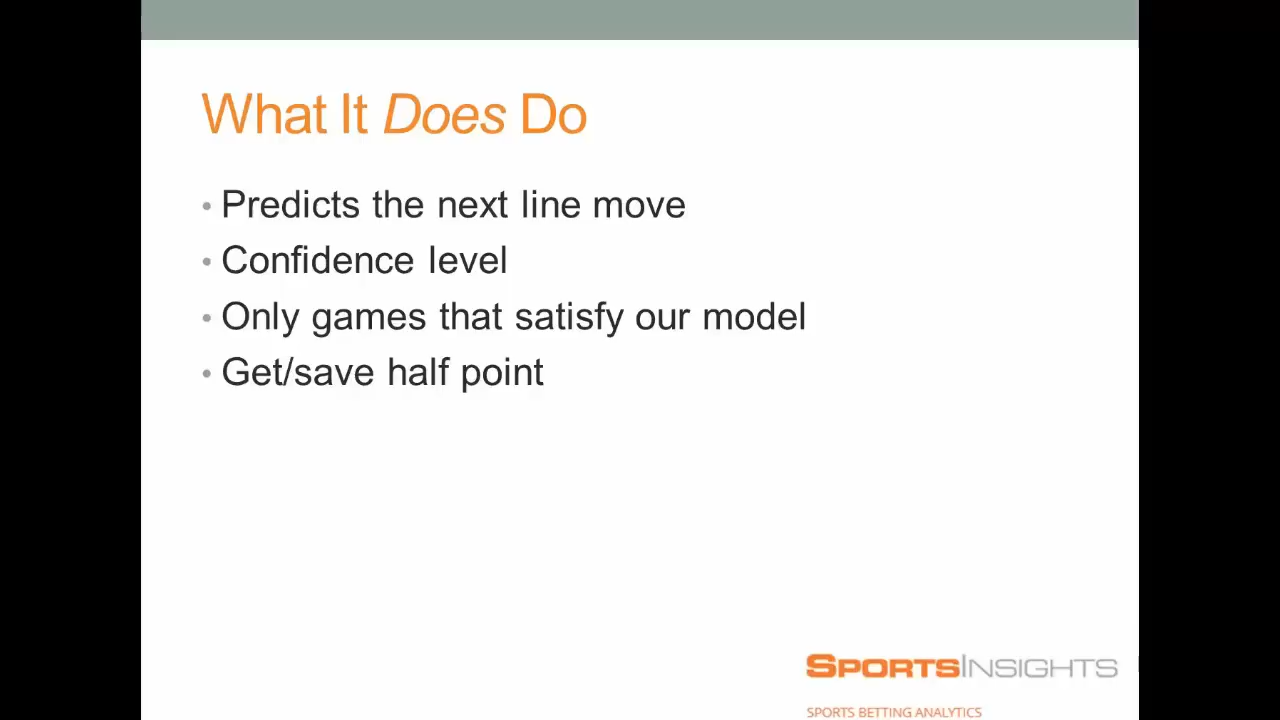 What It Does Do
• Predicts the next line move
• Confidence level
• Only games that satisfy our model
• Get/save half point
SPORTSINSIGHTS
SPORTS BETTING ANALYTICS